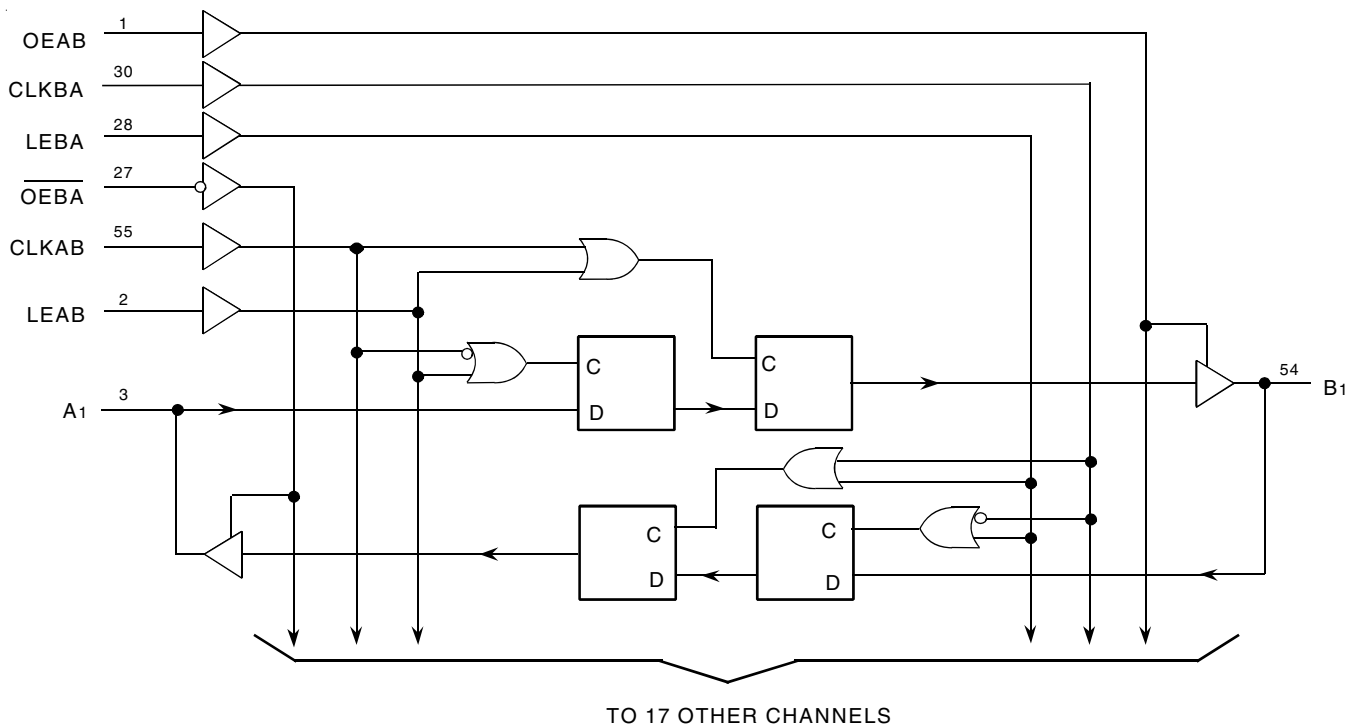 OEAB 1
CLKBA 30
LEBA 28
OEBA 27
CLKAB 55
LEAB 2
A1 3
C
D
C
D
54 B1
C
D
C
D
TO 17 OTHER CHANNELS